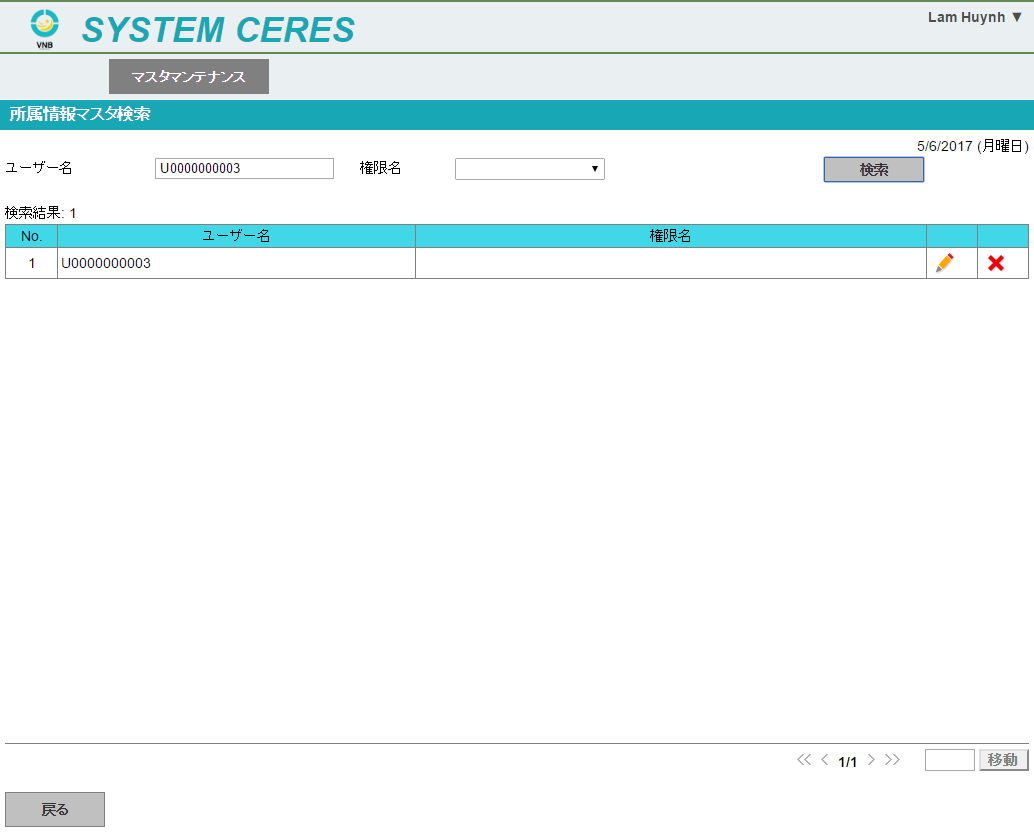 VNB
SYSTEM CERES
Lam Huynh ▼
マスタマンテナンス
所属情報マスタ検索
5/6/2017 (月曜日)
ユーザー名 U0000000003 権限名 検索
検索結果: 1
No. ユーザー名 権限名
1 U0000000003
1/1 移動
戻る